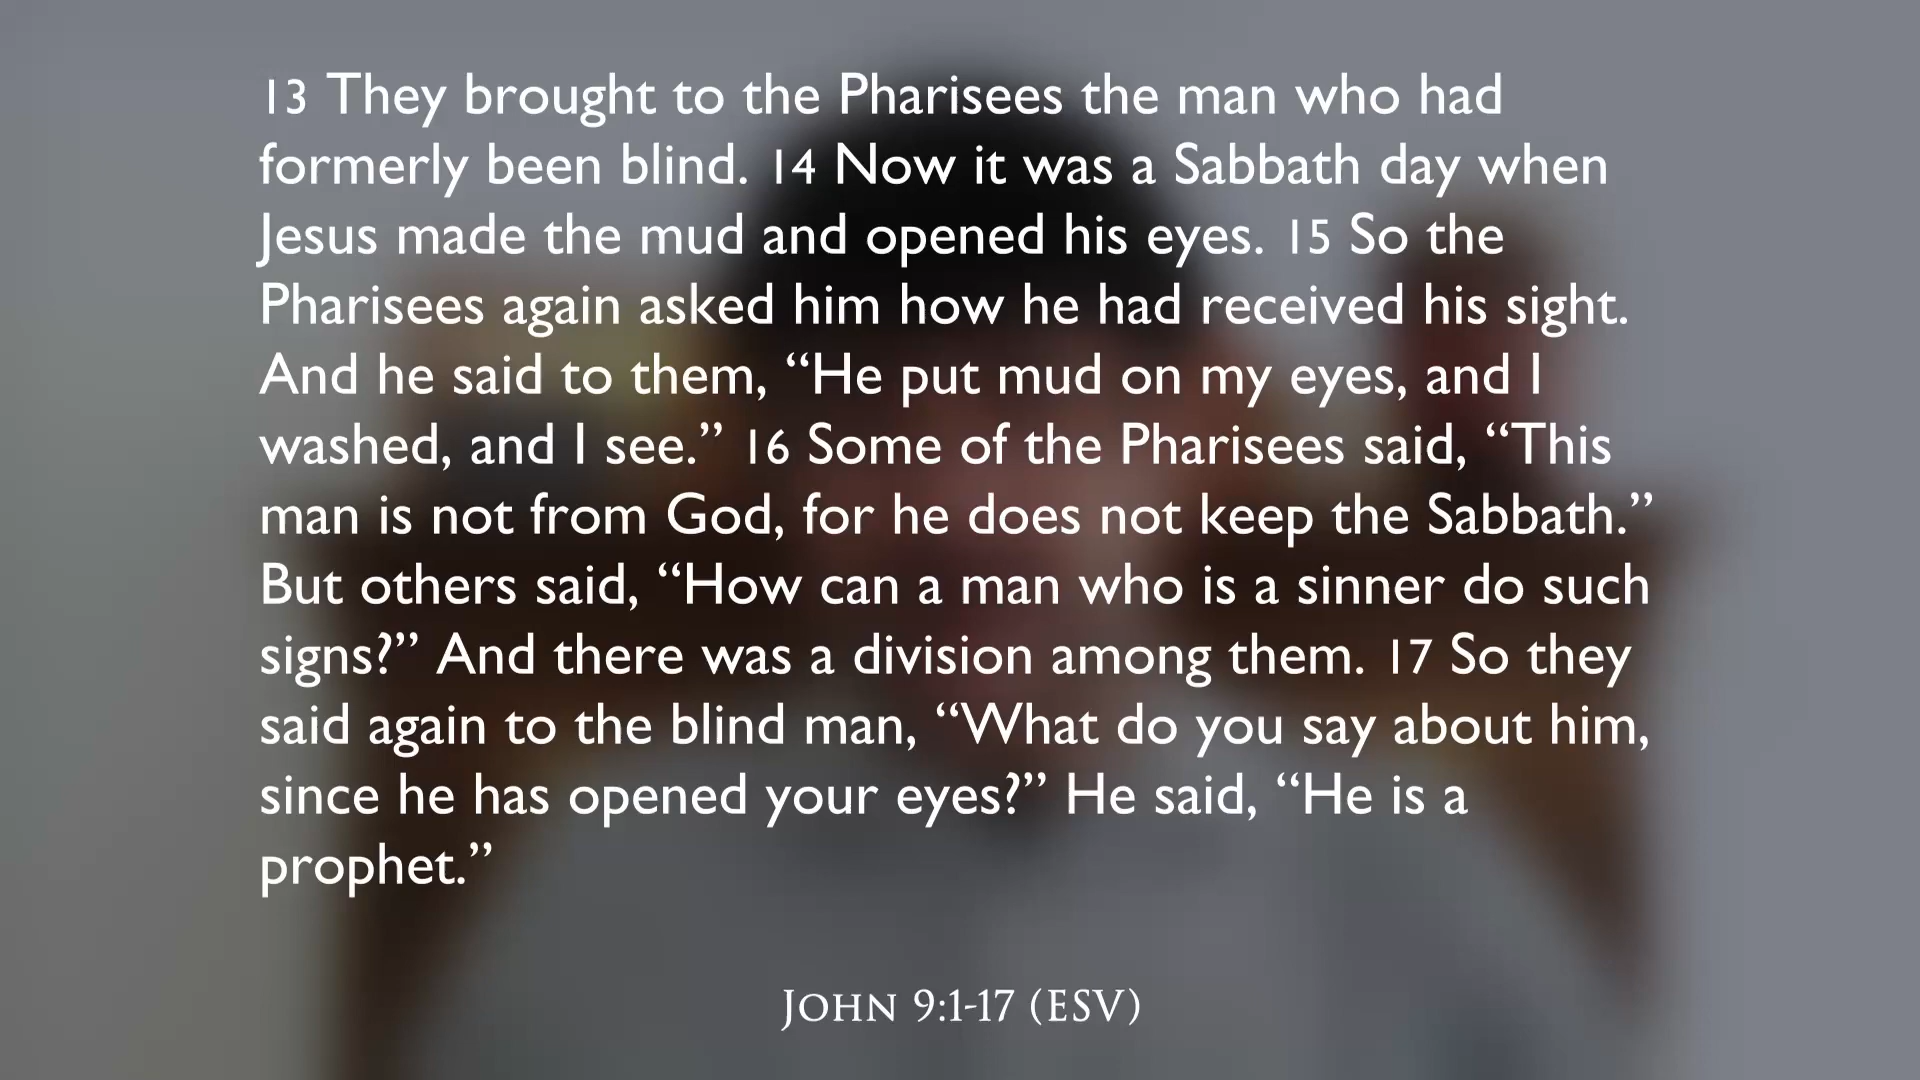 13 They brought to the Pharisees the man who had
formerly been blind. 14 Now it was a Sabbath day when
Jesus made the mud and opened his eyes. 15 So the
Pharisees again asked him how he had received his sight.
And he said to them, “He put mud on my eyes, and I
washed, and I see.” 16 Some of the Pharisees said, “This
man is not from God, for he does not keep the Sabbath.”
But others said, “How can a man who is a sinner do such
signs?” And there was a division among them. 17 So they
said again to the blind man, “What do you say about him,
since he has opened your eyes?” He said, “He is a
prophet.”
John 9:1-17 (ESV)